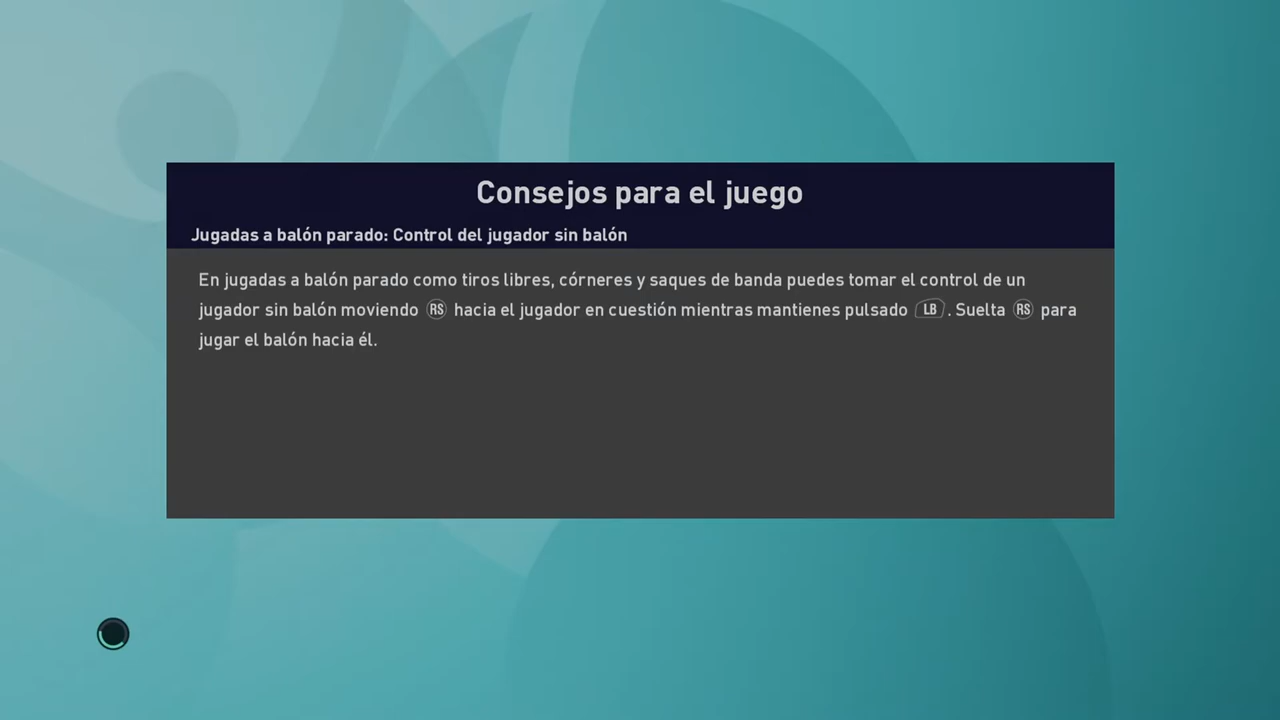 Consejos para el juego
Jugadas a balón parado: Control del jugador sin balón
En jugadas a balón parado como tiros libres, córneres y saques de banda puedes tomar el control de un
jugador sin balón moviendo RS hacia el jugador en cuestión mientras mantienes pulsado LB. Suelta RS para
jugar el balón hacia él.